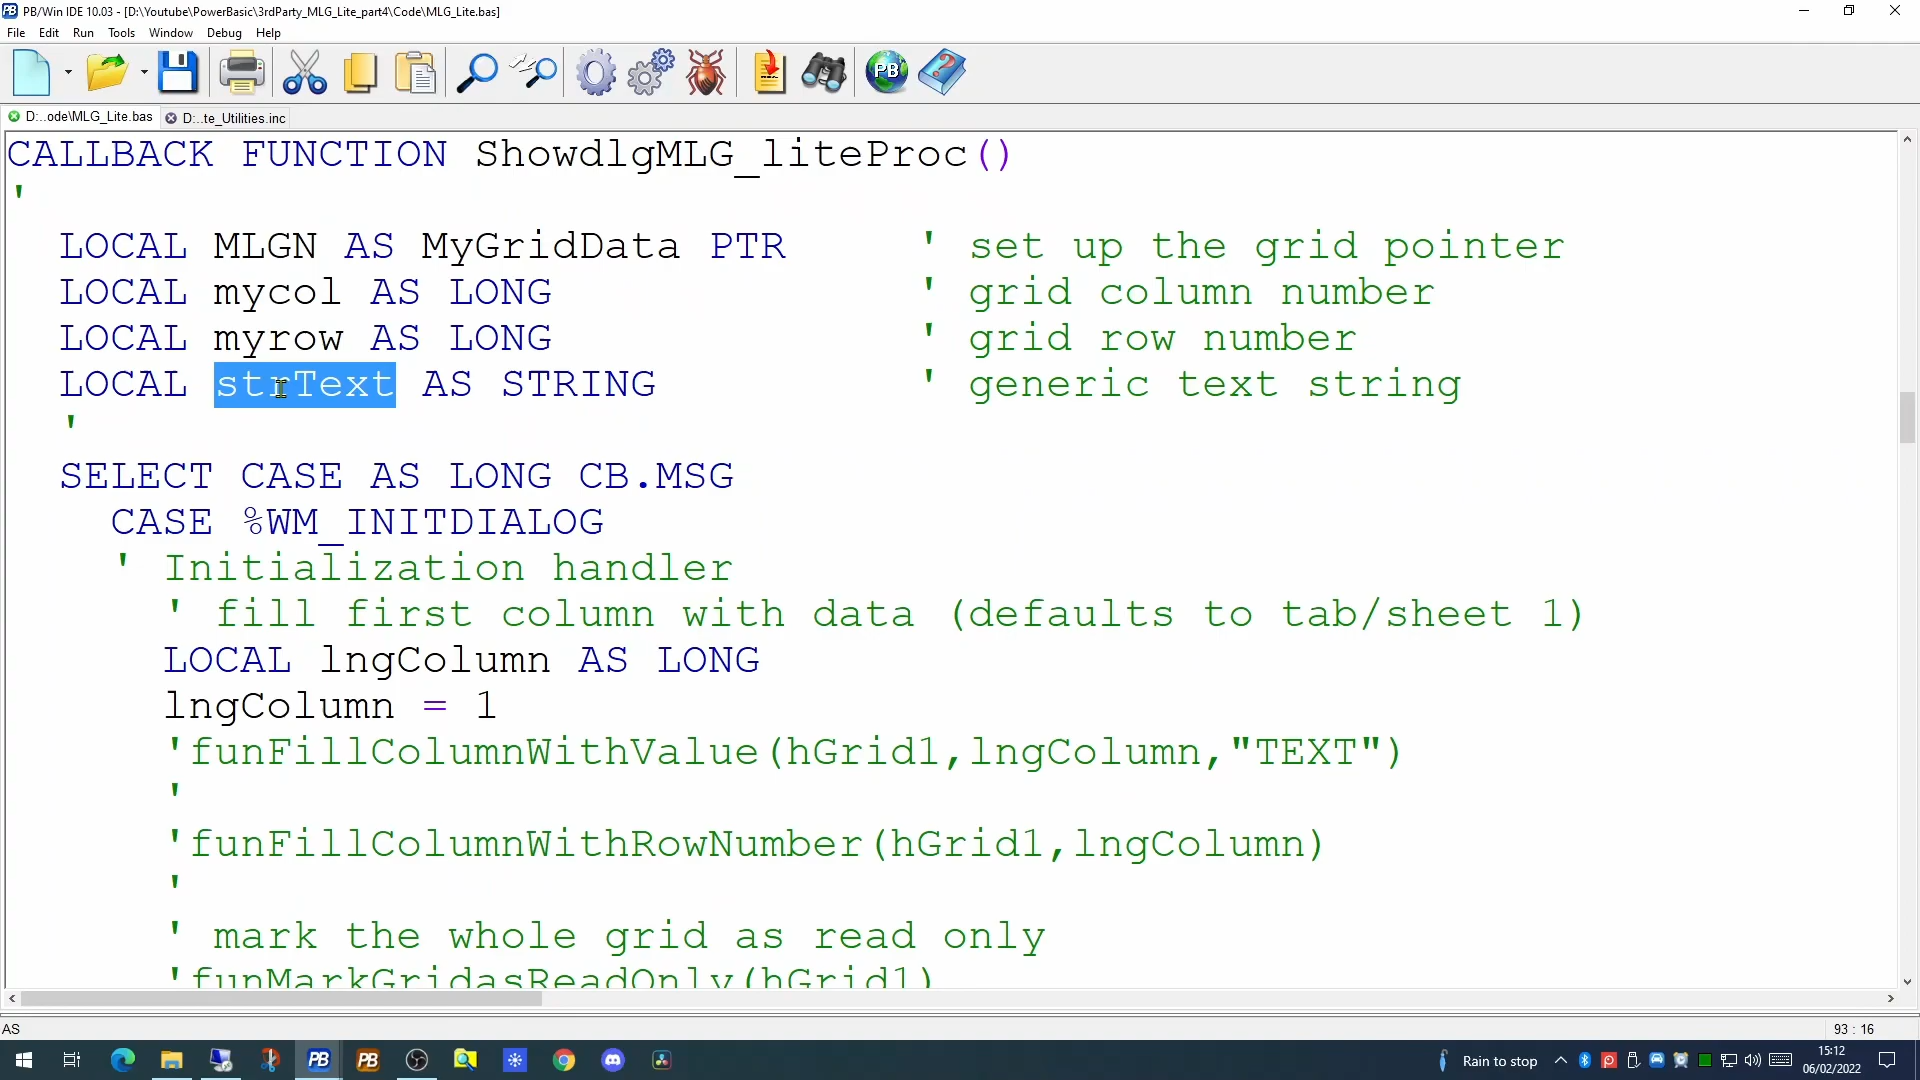 PB/Win IDE 10.03 - [D:\Youtube\PowerBasic\3rdParty_MLG_Lite_part4\Code\MLG_Lite.bas]
File Edit Run Tools Window Debug Help
D:..ode\MLG_Lite.bas D:..te_Utilities.inc
CALLBACK FUNCTION ShowdlgMLG_liteProc()
'
LOCAL MLGN AS MyGridData PTR ' set up the grid pointer
LOCAL mycol AS LONG ' grid column number
LOCAL myrow AS LONG ' grid row number
LOCAL strText AS STRING ' generic text string
'
SELECT CASE AS LONG CB.MSG
CASE %WM_INITDIALOG
' Initialization handler
' fill first column with data (defaults to tab/sheet 1)
LOCAL lngColumn AS LONG
lngColumn = 1
'funFillColumnWithValue(hGrid1,lngColumn,"TEXT")
'
'funFillColumnWithRowNumber(hGrid1,lngColumn)
'
' mark the whole grid as read only
'funMarkGridasReadOnly(hGrid1)
AS 93 : 16
Rain to stop
15:12
06/02/2022